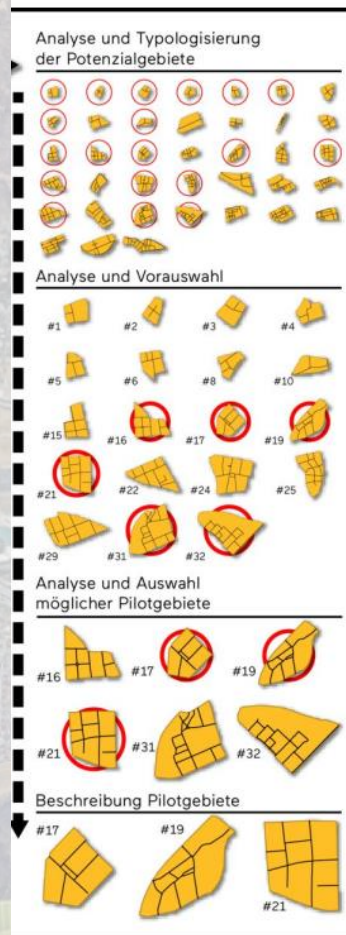 Analyse und Typologisierung
der Potenzialgebiete
Analyse und Vorauswahl
#1 #2 #3 #4
#5 #6 #8 #10
#15 #16 #17 #19
#21 #22 #24 #25
#29 #31 #32
Analyse und Auswahl
möglicher Pilotgebiete
#16 #17 #19
#21 #31 #32
Beschreibung Pilotgebiete
#17 #19
#21